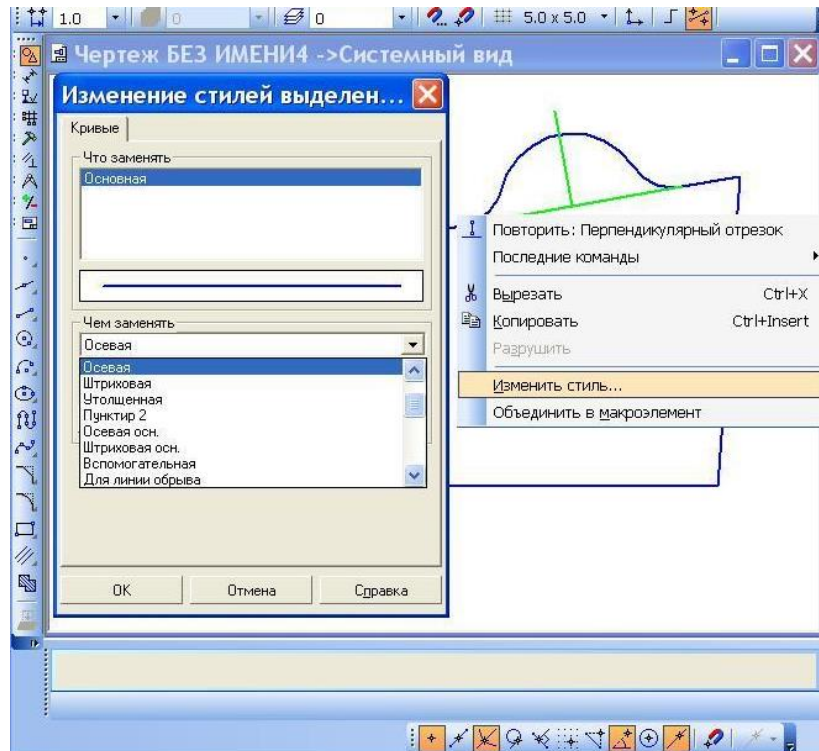 1.0 0 0 5.0 x 5.0
Чертеж БЕЗ ИМЕНИ4 ->Системный вид
Изменение стилей выделен...
Кривые
Что заменять
Основная
Чем заменять
Осевая
Осевая
Штриховая
Утолщенная
Пунктир 2
Осевая осн.
Штриховая осн.
Вспомогательная
Для линии обрыва
OK Отмена Справка
Повторить: Перпендикулярный отрезок
Последние команды
Вырезать Ctrl+X
Копировать Ctrl+Insert
Разрушить
Изменить стиль...
Объединить в макроэлемент